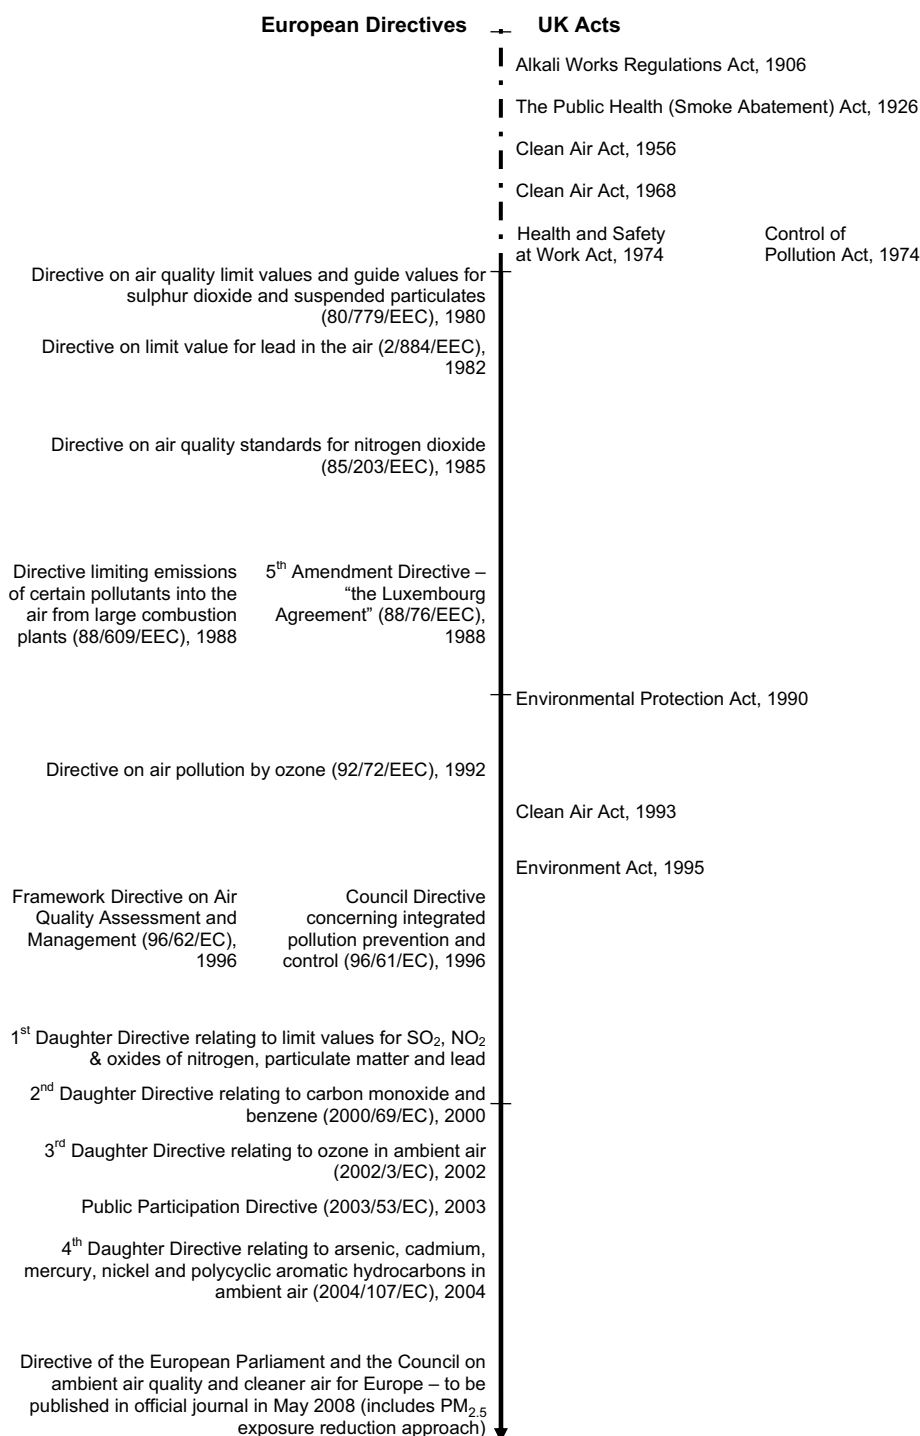 European Directives
UK Acts
Alkali Works Regulations Act, 1906
The Public Health (Smoke Abatement) Act, 1926
Clean Air Act, 1956
Clean Air Act, 1968
Health and Safety
at Work Act, 1974
Control of
Pollution Act, 1974
Directive on air quality limit values and guide values for
sulphur dioxide and suspended particulates
(80/779/EEC), 1980
Directive on limit value for lead in the air (2/884/EEC),
1982
Directive on air quality standards for nitrogen dioxide
(85/203/EEC), 1985
Directive limiting emissions
of certain pollutants into the
air from large combustion
plants (88/609/EEC), 1988
5th Amendment Directive –
“the Luxembourg
Agreement” (88/76/EEC),
1988
Environmental Protection Act, 1990
Directive on air pollution by ozone (92/72/EEC), 1992
Clean Air Act, 1993
Environment Act, 1995
Framework Directive on Air
Quality Assessment and
Management (96/62/EC),
1996
Council Directive
concerning integrated
pollution prevention and
control (96/61/EC), 1996
1st Daughter Directive relating to limit values for SO₂, NO₂
& oxides of nitrogen, particulate matter and lead
2nd Daughter Directive relating to carbon monoxide and
benzene (2000/69/EC), 2000
3rd Daughter Directive relating to ozone in ambient air
(2002/3/EC), 2002
Public Participation Directive (2003/53/EC), 2003
4th Daughter Directive relating to arsenic, cadmium,
mercury, nickel and polycyclic aromatic hydrocarbons in
ambient air (2004/107/EC), 2004
Directive of the European Parliament and the Council on
ambient air quality and cleaner air for Europe – to be
published in official journal in May 2008 (includes PM2.5
exposure reduction approach)